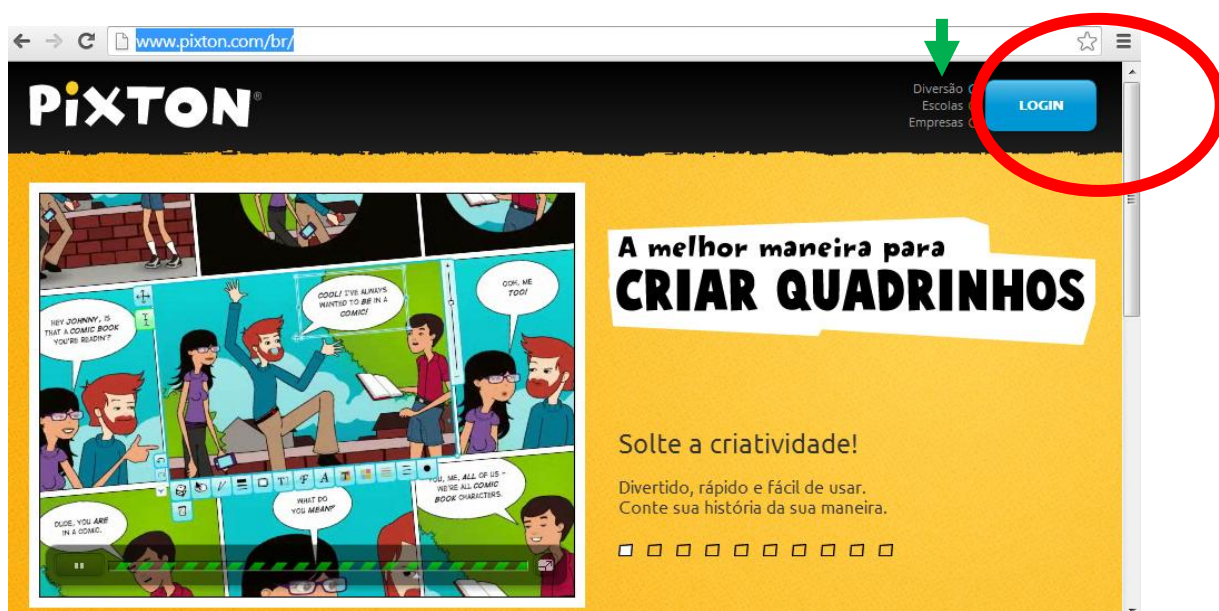 www.pixton.com/br/
PiXTON®
Diversão
Escolas
Empresas
LOGIN
A melhor maneira para
CRIAR QUADRINHOS
HEY JOHNNY, IS
THAT A COMIC BOOK
YOU'RE READIN'?
COOL! I'VE ALWAYS
WANTED TO BE IN A
COMIC!
OOH, ME
TOO!
Solte a criatividade!
Divertido, rápido e fácil de usar.
Conte sua história da sua maneira.
DUDE, YOU ARE
IN A COMIC.
WHAT DO
YOU MEAN?
YOU, ME, ALL OF US -
WE'RE ALL COMIC
BOOK CHARACTERS.